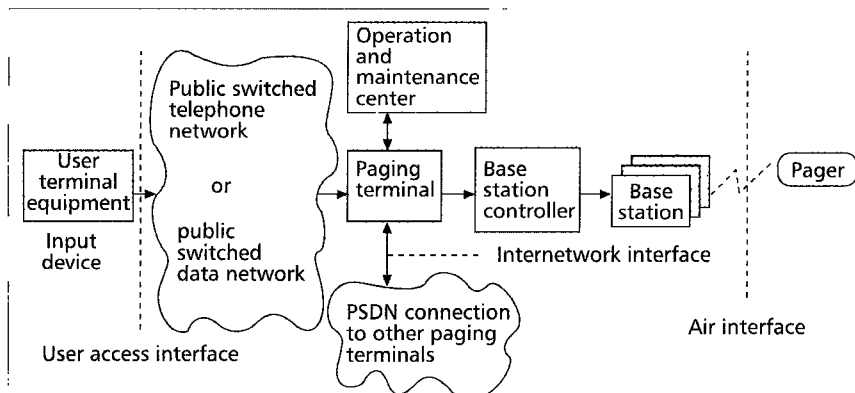 Operation
and
maintenance
center
Public switched
telephone
network
or
public
switched
data network
User
terminal
equipment
Input
device
Paging
terminal
Base
station
controller
Base
station
Pager
Internetwork interface
PSDN connection
to other paging
terminals
User access interface
Air interface